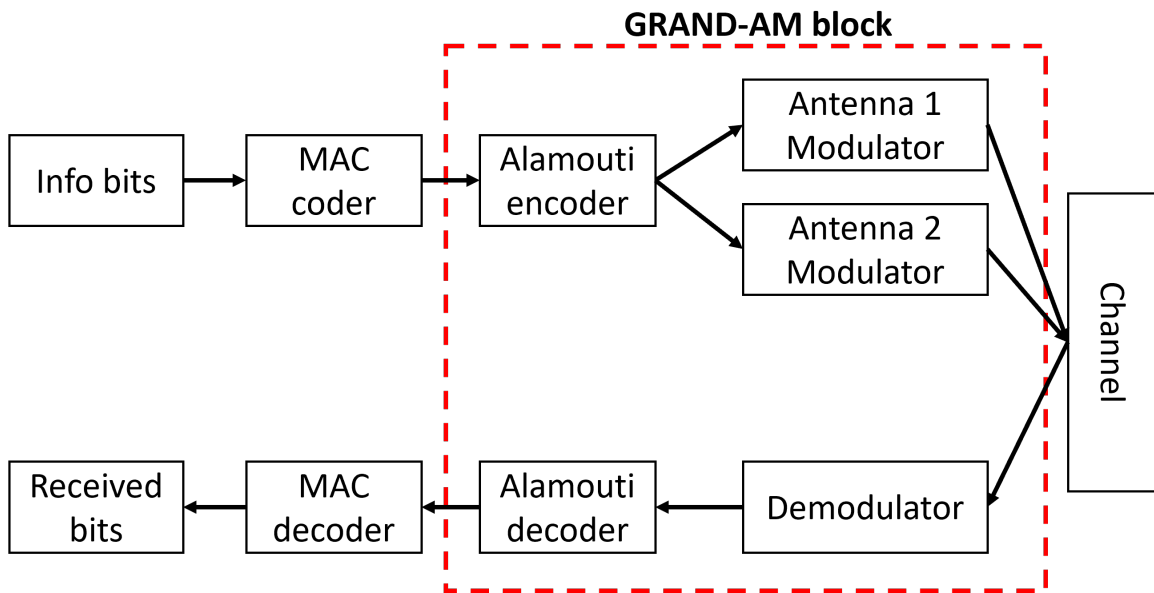 GRAND-AM block
Info bits
MAC
coder
Alamouti
encoder
Antenna 1
Modulator
Antenna 2
Modulator
Channel
Received
bits
MAC
decoder
Alamouti
decoder
Demodulator